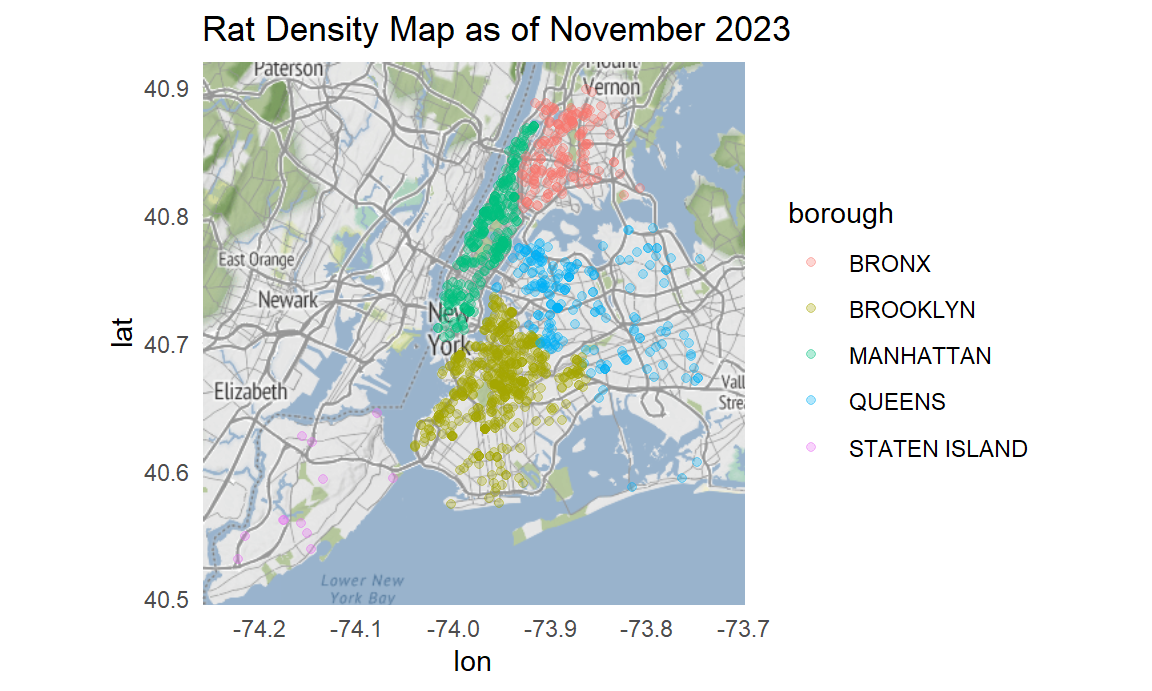 Rat Density Map as of November 2023
lat
40.9
40.8
40.7
40.6
40.5
Paterson
Mount
Vernon
East Orange
Newark
New
York
Elizabeth
Vall
Strea
Lower New
York Bay
-74.2
-74.1
-74.0
-73.9
-73.8
-73.7
lon
borough
BRONX
BROOKLYN
MANHATTAN
QUEENS
STATEN ISLAND